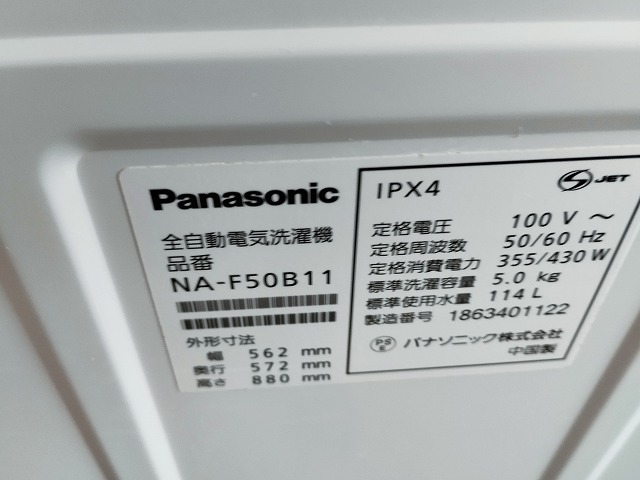 Panasonic
全自動電気洗濯機
品番
NA-F50B11
外形寸法
幅 562 mm
奥行 572 mm
高さ 880 mm
IPX4
JET
定格電圧 100 V ～
定格周波数 50/60 Hz
定格消費電力 355/430 W
標準洗濯容量 5.0 kg
標準使用水量 114 L
製造番号 1863401122
PS
E
パナソニック株式会社
中国製